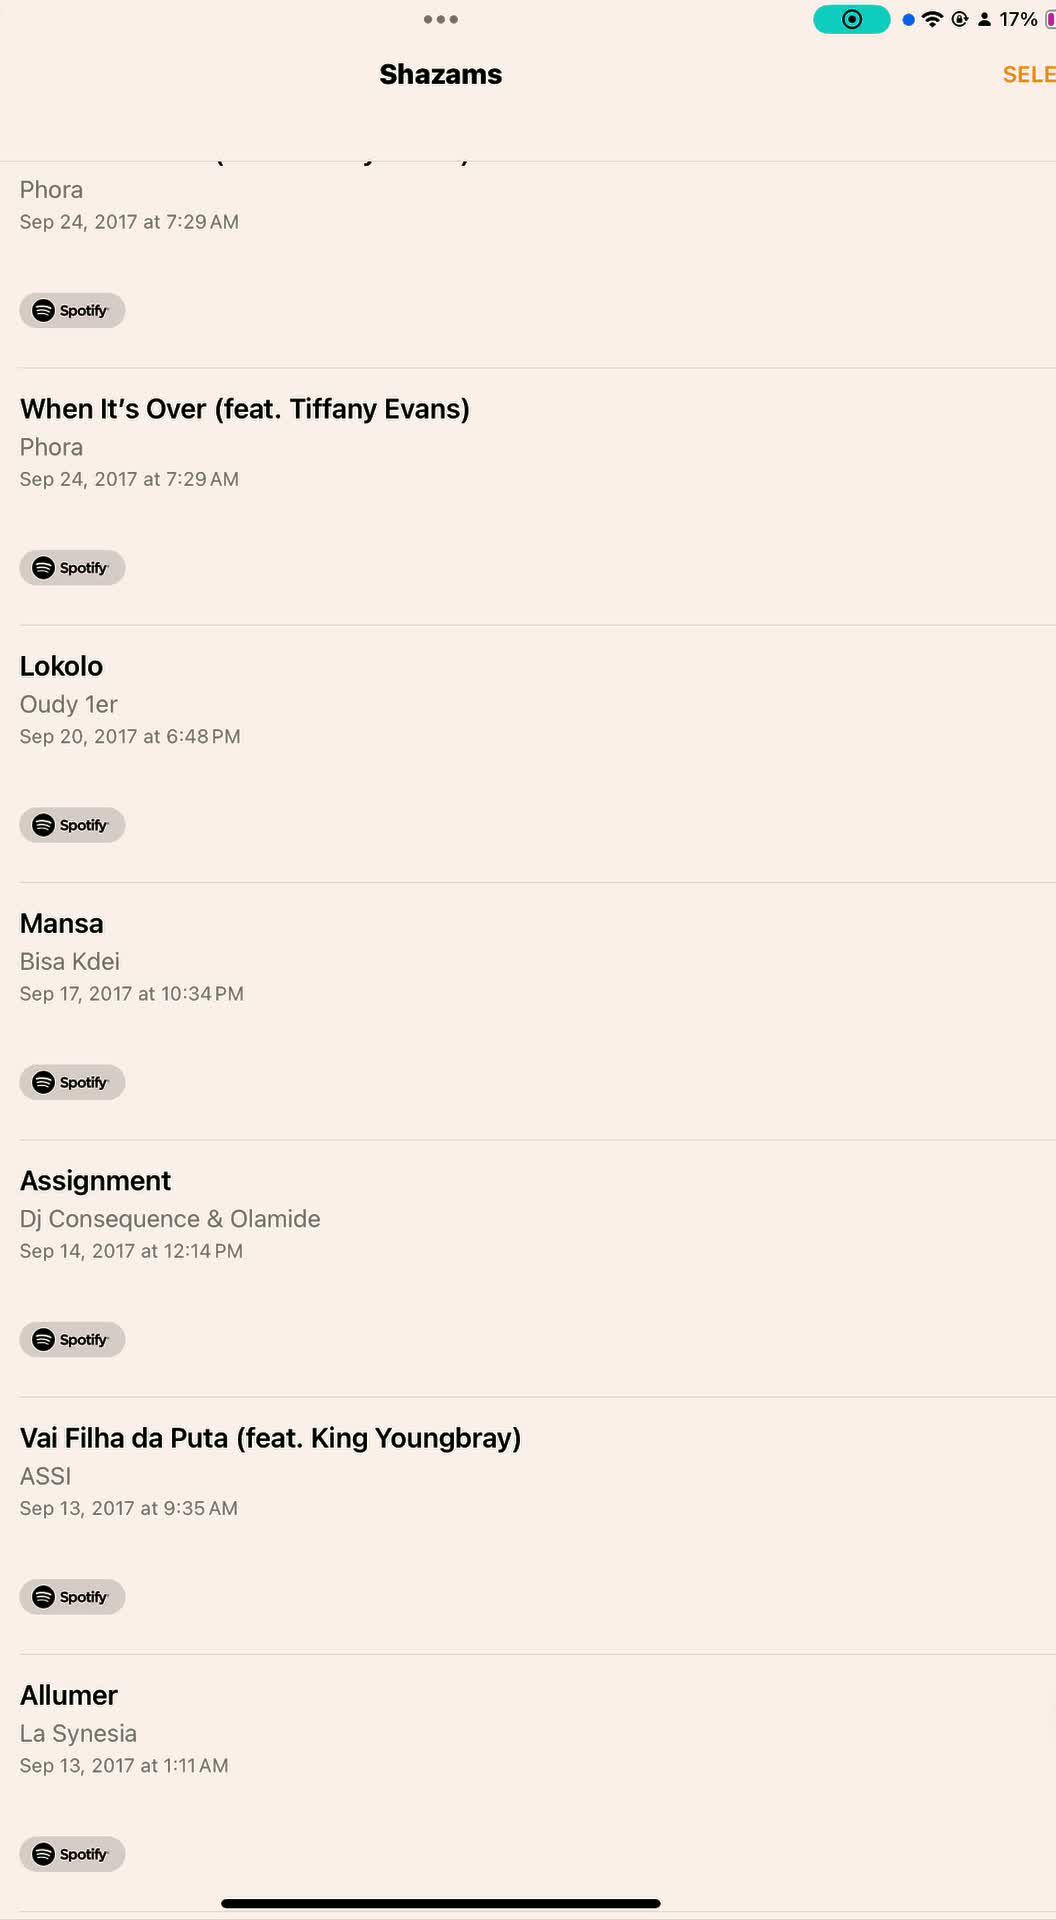 17%
Shazams
SELE
Phora
Sep 24, 2017 at 7:29 AM
Spotify
When It's Over (feat. Tiffany Evans)
Phora
Sep 24, 2017 at 7:29 AM
Spotify
Lokolo
Oudy 1er
Sep 20, 2017 at 6:48 PM
Spotify
Mansa
Bisa Kdei
Sep 17, 2017 at 10:34 PM
Spotify
Assignment
Dj Consequence & Olamide
Sep 14, 2017 at 12:14 PM
Spotify
Vai Filha da Puta (feat. King Youngbray)
ASSI
Sep 13, 2017 at 9:35 AM
Spotify
Allumer
La Synesia
Sep 13, 2017 at 1:11 AM
Spotify